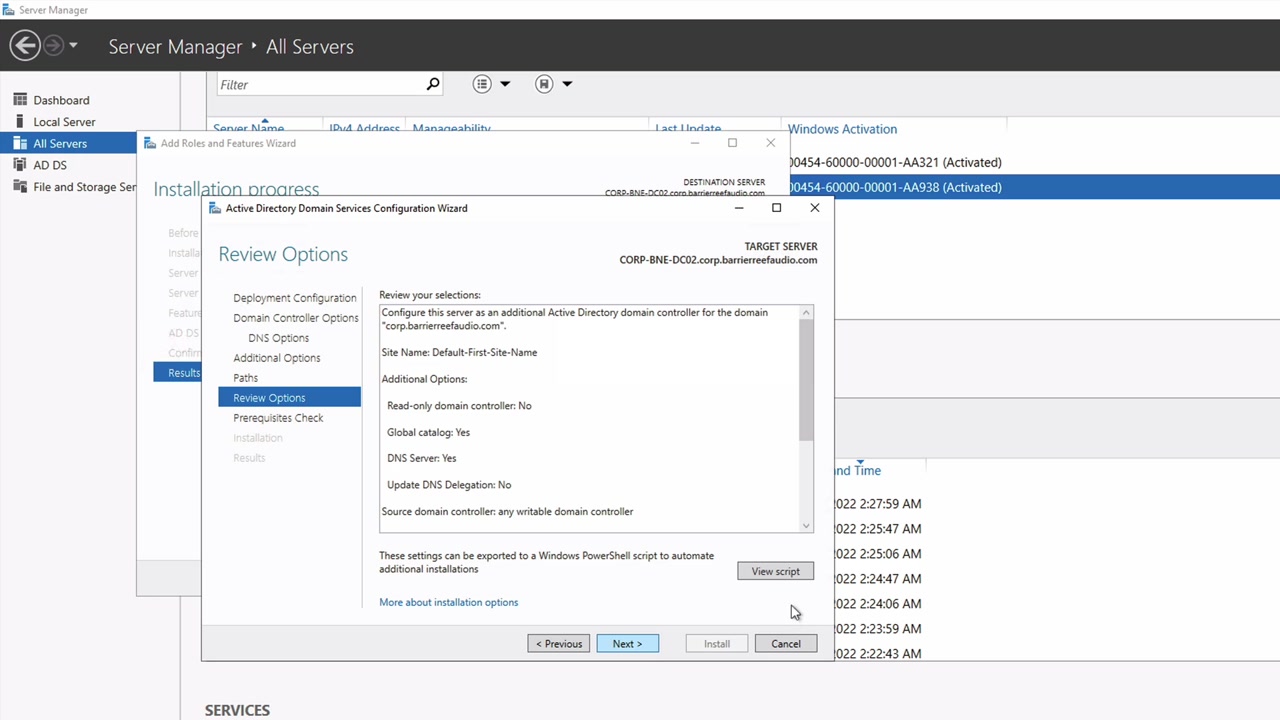 Server Manager
Server Manager ‣ All Servers
Filter
Dashboard
Local Server
All Servers
AD DS
File and Storage Ser
Server Name IPv4 Address Manageability Last Update Windows Activation
00454-60000-00001-AA321 (Activated)
00454-60000-00001-AA938 (Activated)
Add Roles and Features Wizard
Installation progress
DESTINATION SERVER
CORP-BNE-DC02.corp.barrierreefaudio.com
Before
Installa
Server
Server
Feature
AD DS
Confirm
Results
Active Directory Domain Services Configuration Wizard
Review Options
TARGET SERVER
CORP-BNE-DC02.corp.barrierreefaudio.com
Deployment Configuration
Domain Controller Options
DNS Options
Additional Options
Paths
Review Options
Prerequisites Check
Installation
Results
Review your selections:
Configure this server as an additional Active Directory domain controller for the domain
"corp.barrierreefaudio.com".
Site Name: Default-First-Site-Name
Additional Options:
Read-only domain controller: No
Global catalog: Yes
DNS Server: Yes
Update DNS Delegation: No
Source domain controller: any writable domain controller
These settings can be exported to a Windows PowerShell script to automate
additional installations
View script
More about installation options
< Previous
Next >
Install
Cancel
and Time
2022 2:27:59 AM
2022 2:25:47 AM
2022 2:25:06 AM
2022 2:24:47 AM
2022 2:24:06 AM
2022 2:23:59 AM
2022 2:22:43 AM
SERVICES